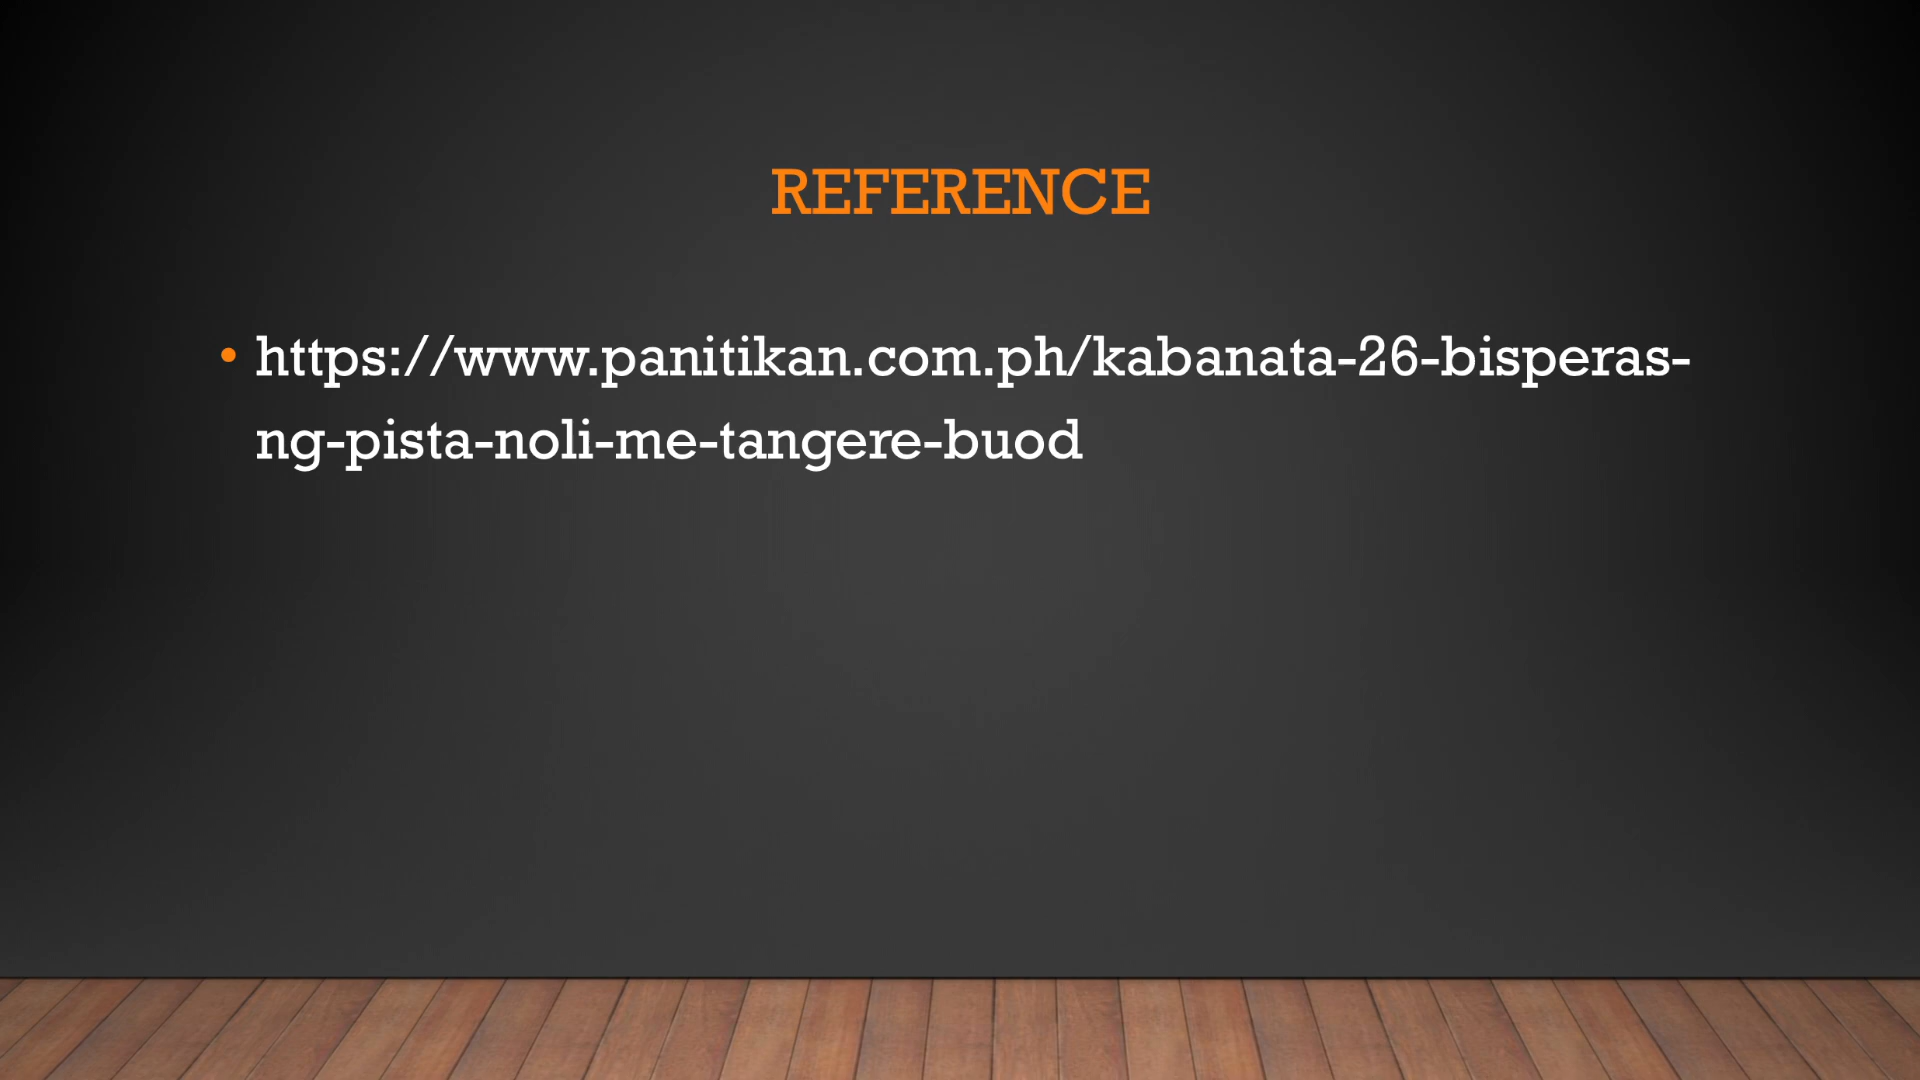 REFERENCE
• https://www.panitikan.com.ph/kabanata-26-bisperas-
ng-pista-noli-me-tangere-buod